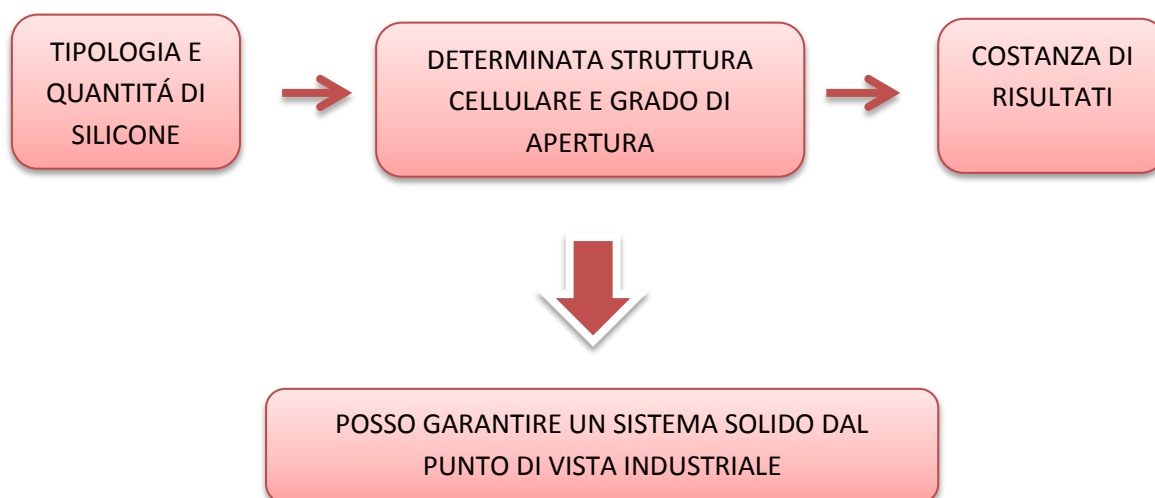 TIPOLOGIA E
QUANTITÁ DI
SILICONE
DETERMINATA STRUTTURA
CELLULARE E GRADO DI
APERTURA
COSTANZA DI
RISULTATI
POSSO GARANTIRE UN SISTEMA SOLIDO DAL
PUNTO DI VISTA INDUSTRIALE